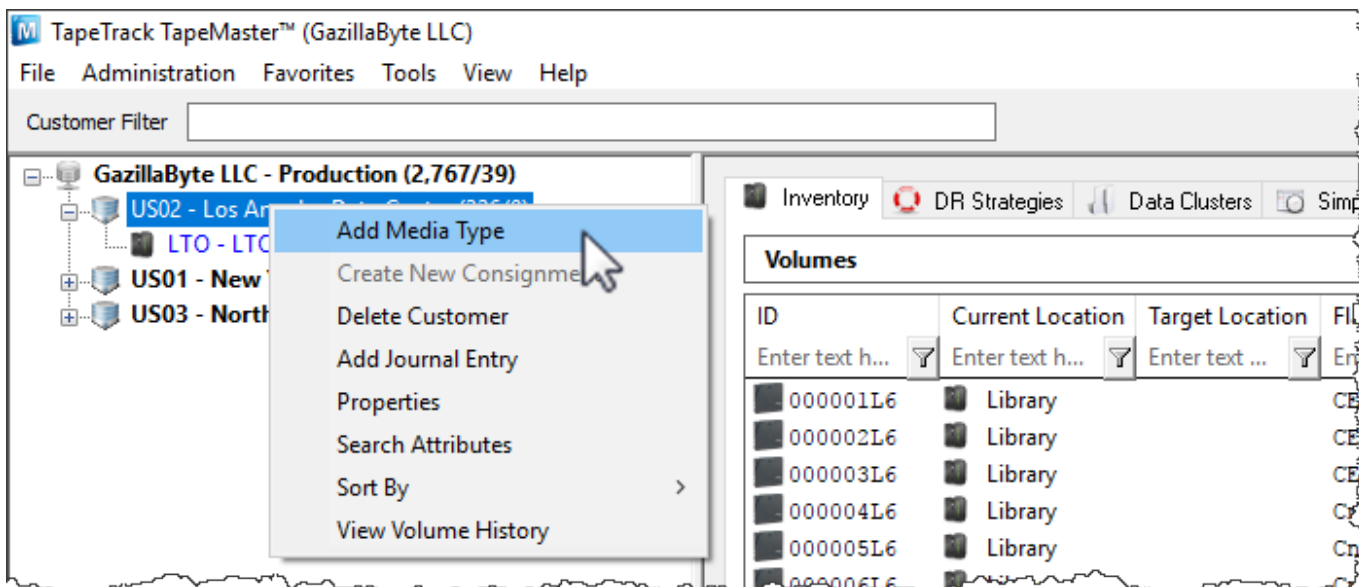 TapeTrack TapeMaster™ (GazillaByte LLC)
File Administration Favorites Tools View Help
Customer Filter
GazillaByte LLC - Production (2,767/39)
US02 - Los
LTO - LTO
US01 - New
US03 - North
Add Media Type
Create New
Delete Customer
Add Journal Entry
Properties
Search Attributes
Sort By
View Volume History
Inventory DR Strategies Data Clusters
Volumes
ID Current Location Target Location
Enter text h... Enter text h... Enter text ...
000001L6 Library
000002L6 Library
000003L6 Library
000004L6 Library
000005L6 Library